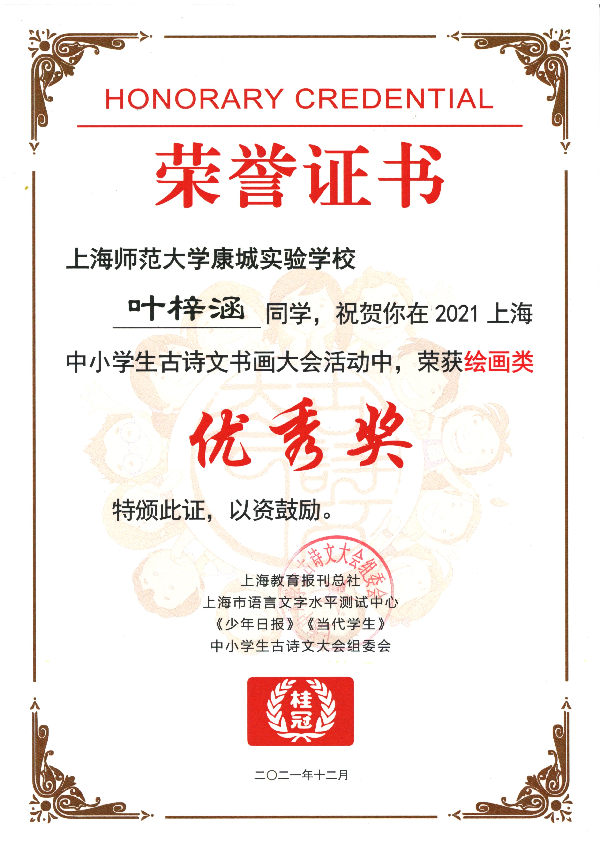 HONORARY CREDENTIAL
荣誉证书
上海师范大学康城实验学校
叶梓涵同学，祝贺你在 2021 上海
中小学生古诗文书画大会活动中，荣获绘画类
优秀奖
特颁此证，以资鼓励。
古诗文大会组委会
上海教育报刊总社
上海市语言文字水平测试中心
《少年日报》《当代学生》
中小学生古诗文大会组委会
桂冠
二〇二一年十二月